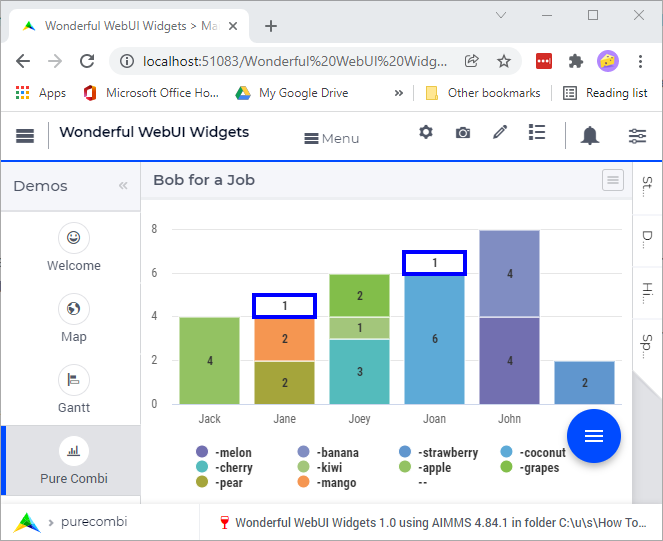 Wonderful WebUI Widgets > Ma
localhost:51083/Wonderful%20WebUI%20Widg...
Apps Microsoft Office Ho... My Google Drive » Other bookmarks Reading list
Wonderful WebUI Widgets Menu
Demos «
Bob for a Job
St...
D...
Hi...
Sp...
Welcome
Map
Gantt
Pure Combi
8
6
4
2
0
4
1
2
2
2
1
3
1
6
4
4
2
Jack Jane Joey Joan John
-melon -banana -strawberry -coconut
-cherry -kiwi -apple -grapes
-pear -mango --
purecombi
Wonderful WebUI Widgets 1.0 using AIMMS 4.84.1 in folder C:\u\s\How To...